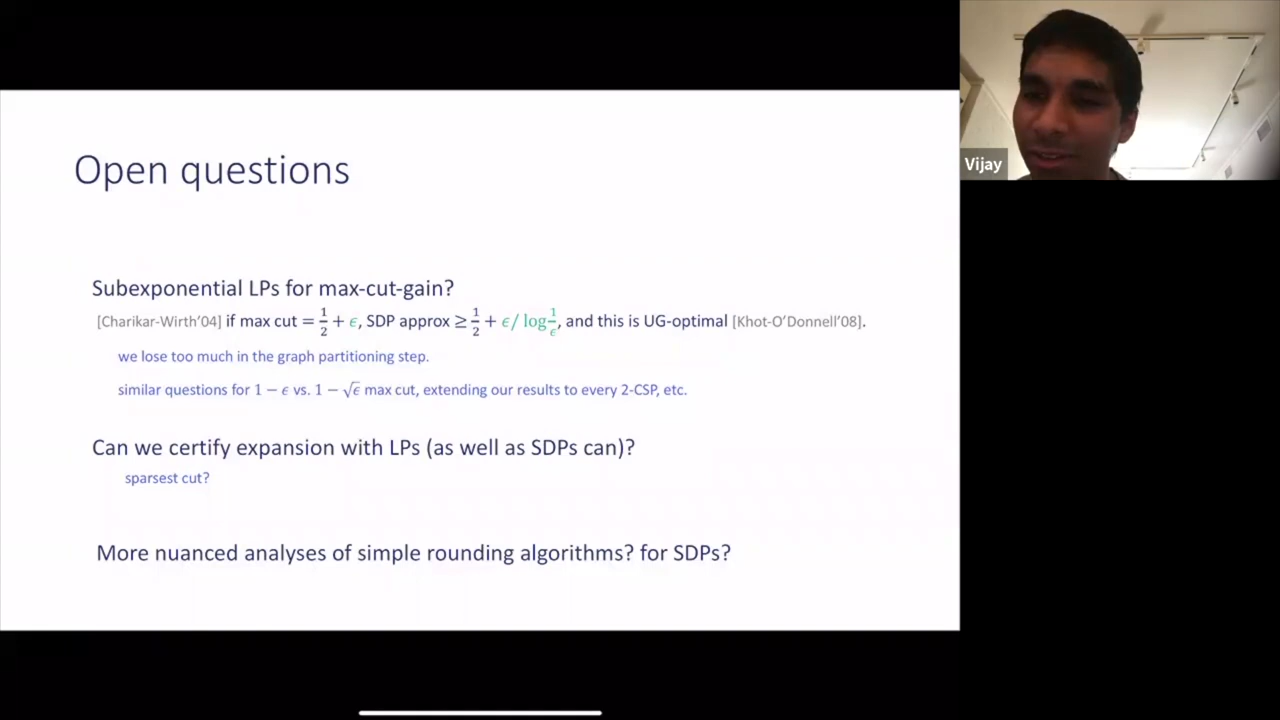 Open questions
Subexponential LPs for max-cut-gain?
[Charikar-Wirth’04] if max cut = 1/2 + ϵ, SDP approx ≥ 1/2 + ϵ/ log 1/ϵ, and this is UG-optimal [Khot-O’Donnell’08].
we lose too much in the graph partitioning step.
similar questions for 1 − ϵ vs. 1 − √ϵ max cut, extending our results to every 2-CSP, etc.
Can we certify expansion with LPs (as well as SDPs can)?
sparsest cut?
More nuanced analyses of simple rounding algorithms? for SDPs?
Vijay